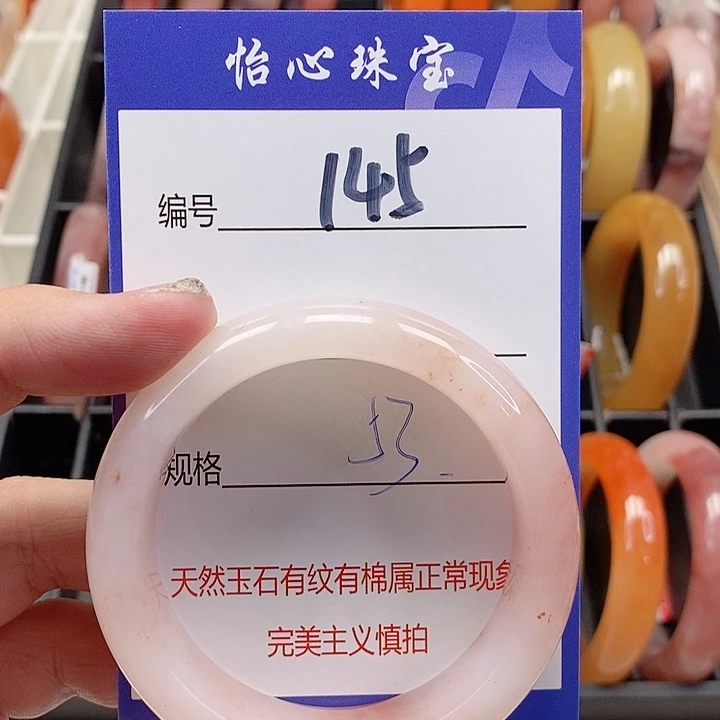 怡心珠宝
编号 145
规格 53
天然玉石有纹有棉属正常现象
完美主义慎拍